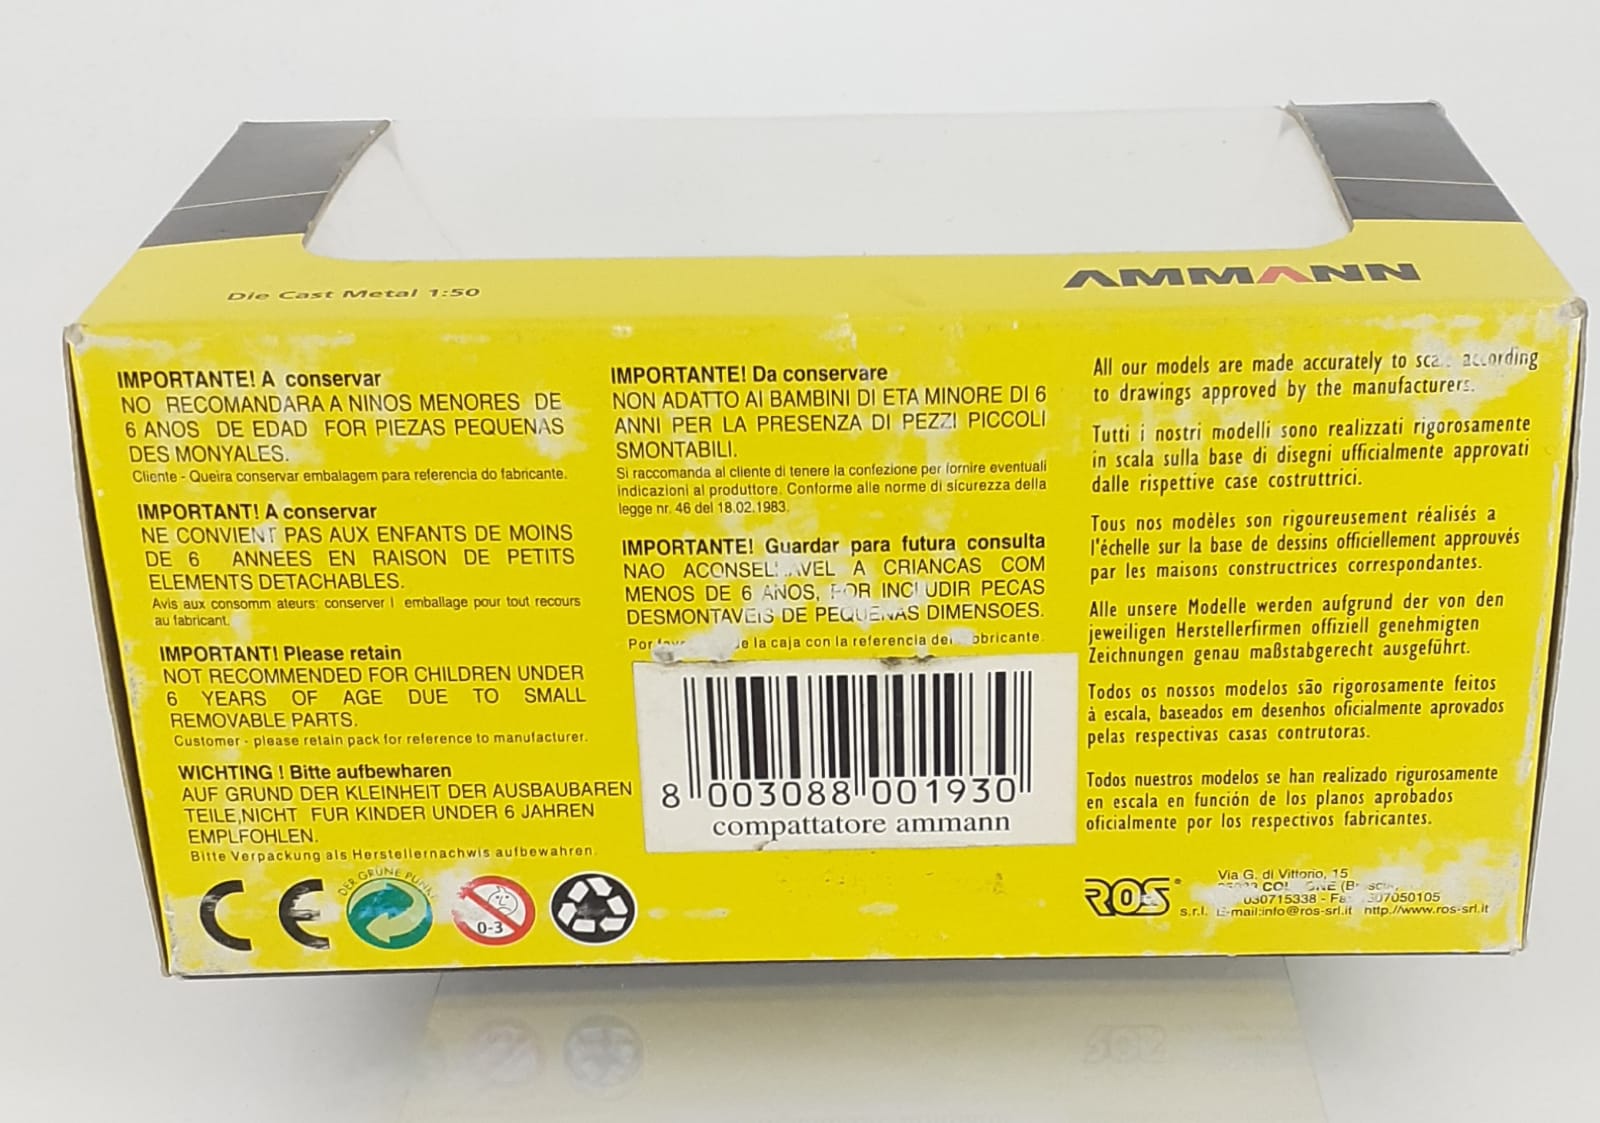 Die Cast Metal 1:50
AMMANN
IMPORTANTE! A conservar
NO RECOMANDARA A NINOS MENORES DE
6 ANOS DE EDAD FOR PIEZAS PEQUENAS
DES MONYALES.
Cliente - Queira conservar embalagem para referencia do fabricante.
IMPORTANT! A conservar
NE CONVIENT PAS AUX ENFANTS DE MOINS
DE 6 ANNEES EN RAISON DE PETITS
ELEMENTS DETACHABLES.
Avis aux consomm ateurs: conserver l emballage pour tout recours
au fabricant.
IMPORTANT! Please retain
NOT RECOMMENDED FOR CHILDREN UNDER
6 YEARS OF AGE DUE TO SMALL
REMOVABLE PARTS.
Customer - please retain pack for reference to manufacturer.
WICHTING ! Bitte aufbewharen
AUF GRUND DER KLEINHEIT DER AUSBAUBAREN
TEILE,NICHT FUR KINDER UNDER 6 JAHREN
EMPLFOHLEN.
Bitte Verpackung als Herstellernachwis aufbewahren.
CE
DER GRÜNE PUNKT
0-3
IMPORTANTE! Da conservare
NON ADATTO AI BAMBINI DI ETA MINORE DI 6
ANNI PER LA PRESENZA DI PEZZI PICCOLI
SMONTABILI.
Si raccomanda al cliente di tenere la confezione per fornire eventuali
indicazioni al produttore. Conforme alle norme di sicurezza della
legge nr. 46 del 18.02.1983.
IMPORTANTE! Guardar para futura consulta
NAO A CRIANCAS COM
MENOS DE 6 ANOS, FOR INCLUDIR PECAS
DESMONTAVEIS DE PEQUENAS DIMENSOES.
Por la caja con la referencia
8 003088 001930
compattatore ammann
All our models are made accurately to according
to drawings approved by the manufacturers.
Tutti i nostri modelli sono realizzati rigorosamente
in scala sulla base di disegni ufficialmente approvati
dalle rispettive case costruttrici.
Tous nos modèles son rigoureusement réalisés a
l'échelle sur la base de dessins officiellement approuvés
par les maisons constructrices correspondantes.
Alle unsere Modelle werden aufgrund der von den
jeweiligen Herstellerfirmen offiziell genehmigten
Zeichnungen genau maßstabgerecht ausgeführt.
Todos os nossos modelos são rigorosamente feitos
à escala, baseados em desenhos oficialmente aprovados
pelas respectivas casas contrutoras.
Todos nuestros modelos se han realizado rigurosamente
en escala en función de los planos aprobados
oficialmente por los respectivos fabricantes.
ROS
Via G. di Vittorio, 15
s.r.l. E-mail:info@ros-srl.it http://www.ros-srl.it